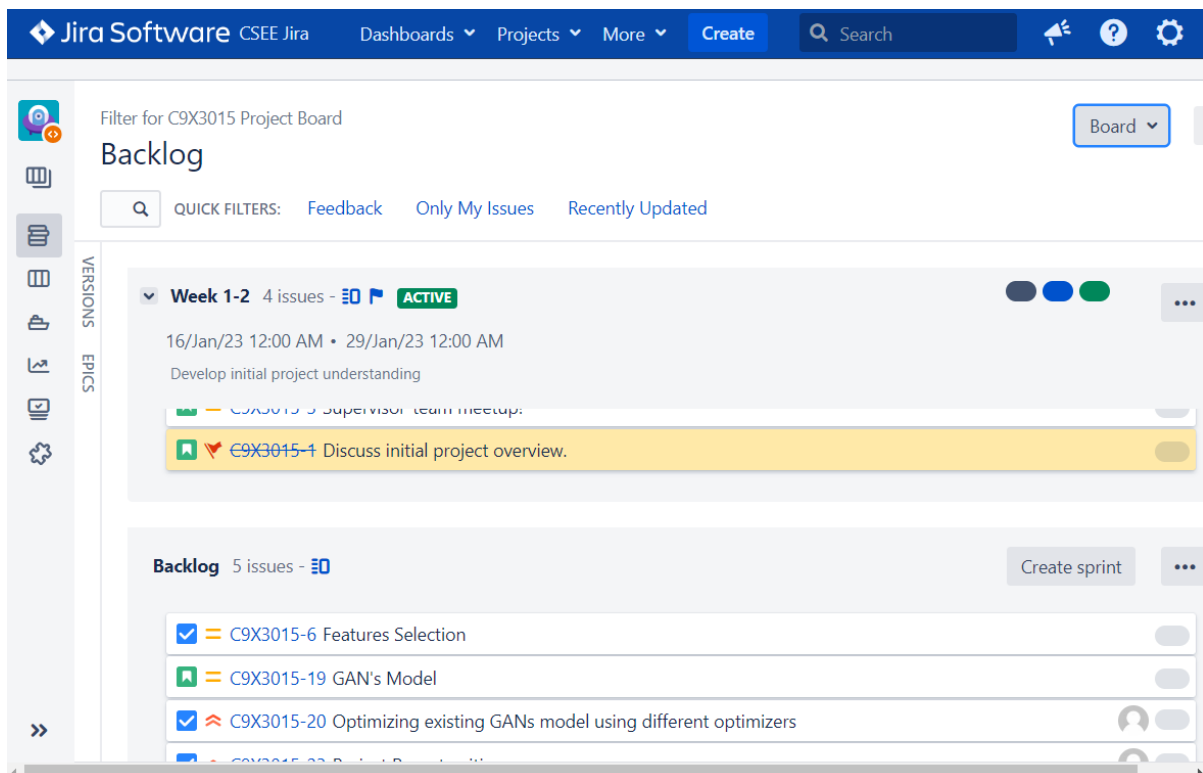 Jira Software CSEE Jira Dashboards Projects More Create Search
Filter for C9X3015 Project Board
Board
Backlog
QUICK FILTERS: Feedback Only My Issues Recently Updated
VERSIONS
EPICS
Week 1-2 4 issues - ACTIVE
16/Jan/23 12:00 AM • 29/Jan/23 12:00 AM
Develop initial project understanding
Supervisor team meetup!
C9X3015-1 Discuss initial project overview.
Backlog 5 issues -
Create sprint
C9X3015-6 Features Selection
C9X3015-19 GAN's Model
C9X3015-20 Optimizing existing GANs model using different optimizers